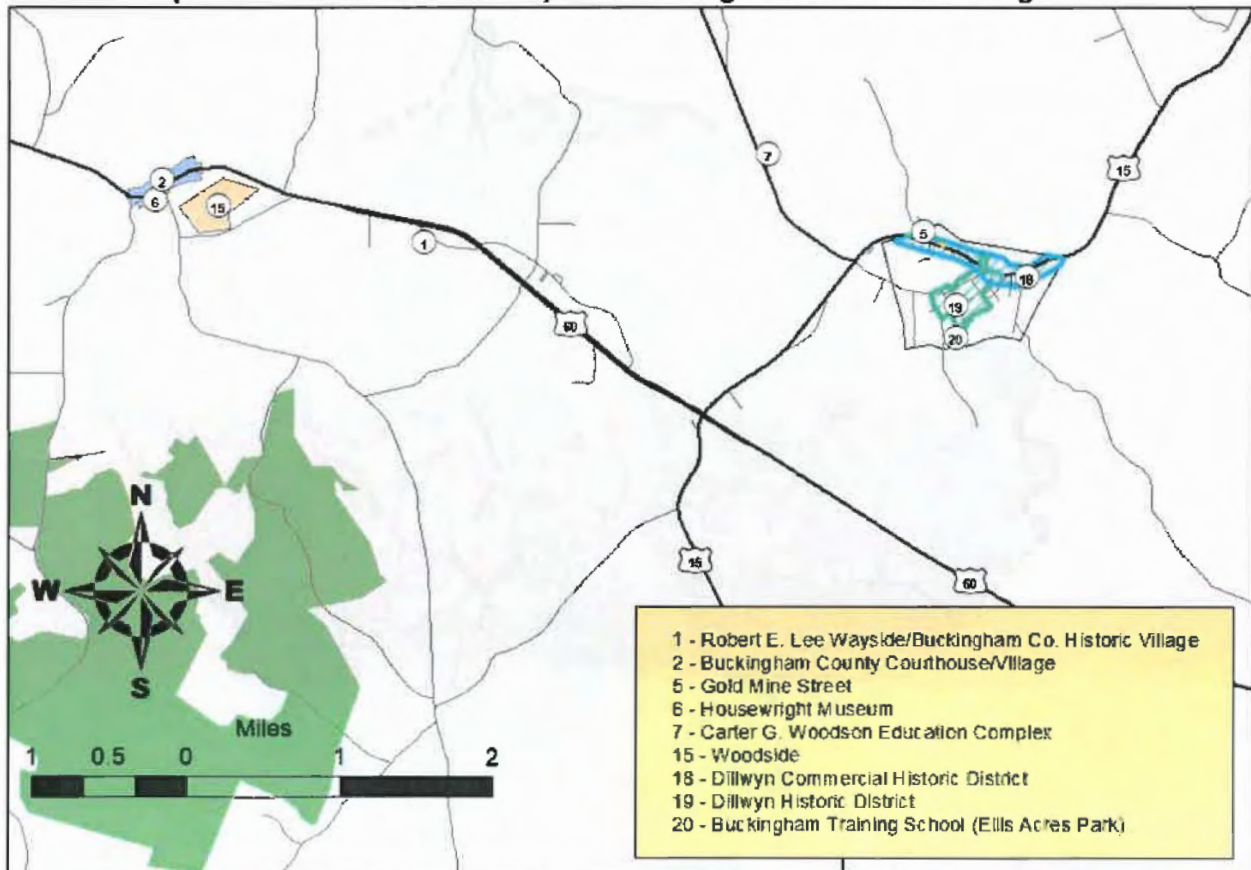 2
6
15
1
7
5
15
18
19
20
60
15
60
N
W E
S
Miles
1 0.5 0 1 2
1 - Robert E. Lee Wayside/Buckingham Co. Historic Village
2 - Buckingham County Courthouse/Village
5 - Gold Mine Street
6 - Housewright Museum
7 - Carter G. Woodson Education Complex
15 - Woodside
18 - Dillwyn Commercial Historic District
19 - Dillwyn Historic District
20 - Buckingham Training School (Ellis Acres Park)